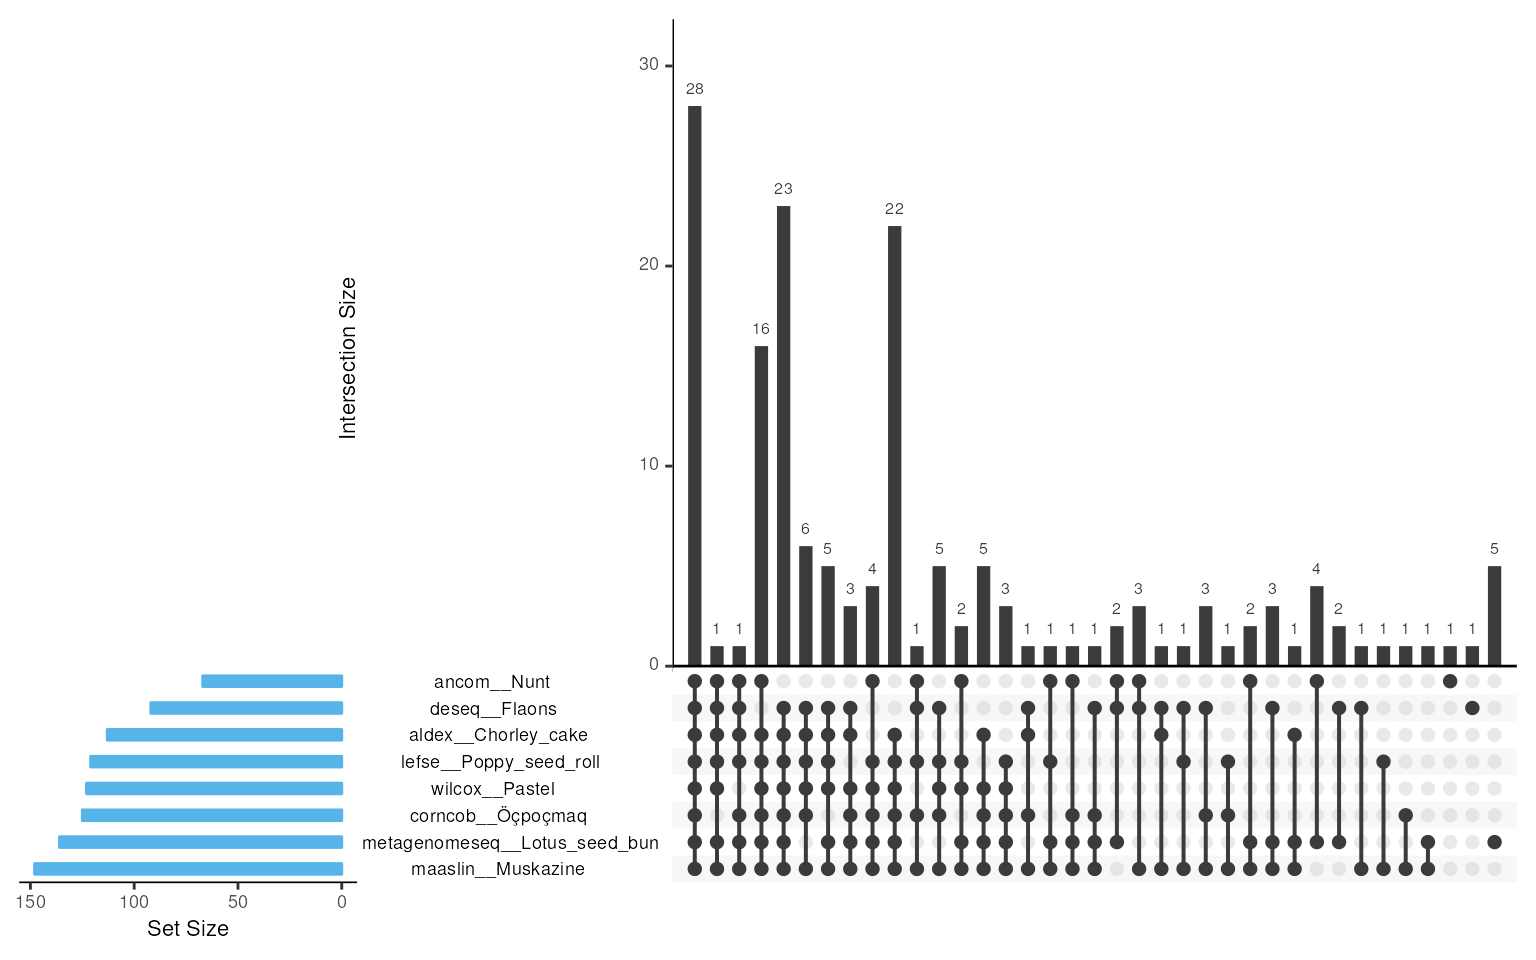 30
28
23
22
20
16
Intersection Size
10
6
5
5
5
5
4
4
3
3
3
3
3
2
2
2
2
1 1 1 1 1 1 1 1 1 1 1 1 1 1 1 1 1 1
0
ancom__Nunt
deseq__Flaons
aldex__Chorley_cake
lefse__Poppy_seed_roll
wilcox__Pastel
corncob__Öçpoçmaq
metagenomeseq__Lotus_seed_bun
maaslin__Muskazine
150 100 50 0
Set Size